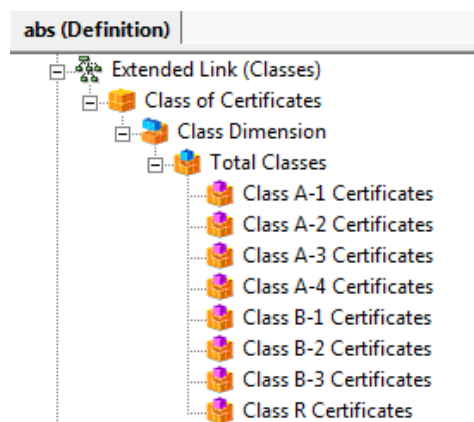 abs (Definition)
Extended Link (Classes)
Class of Certificates
Class Dimension
Total Classes
Class A-1 Certificates
Class A-2 Certificates
Class A-3 Certificates
Class A-4 Certificates
Class B-1 Certificates
Class B-2 Certificates
Class B-3 Certificates
Class R Certificates